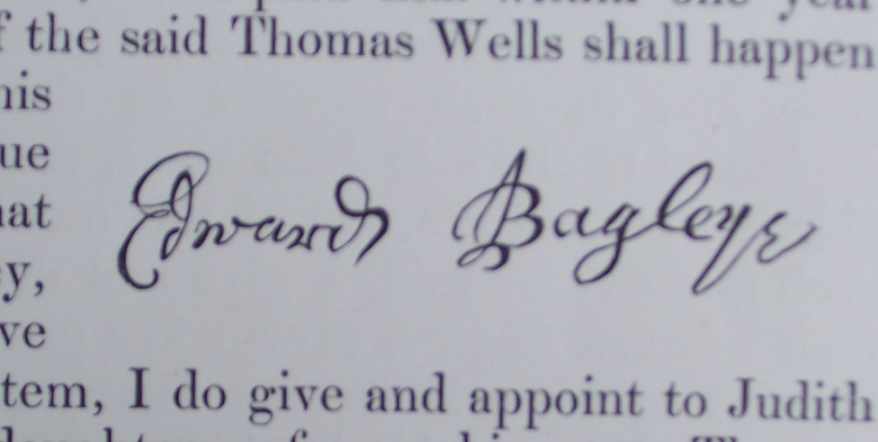 f the said Thomas Wells shall happen
his
ue
hat
y,
Edward Bagleye
ve
tem, I do give and appoint to Judith